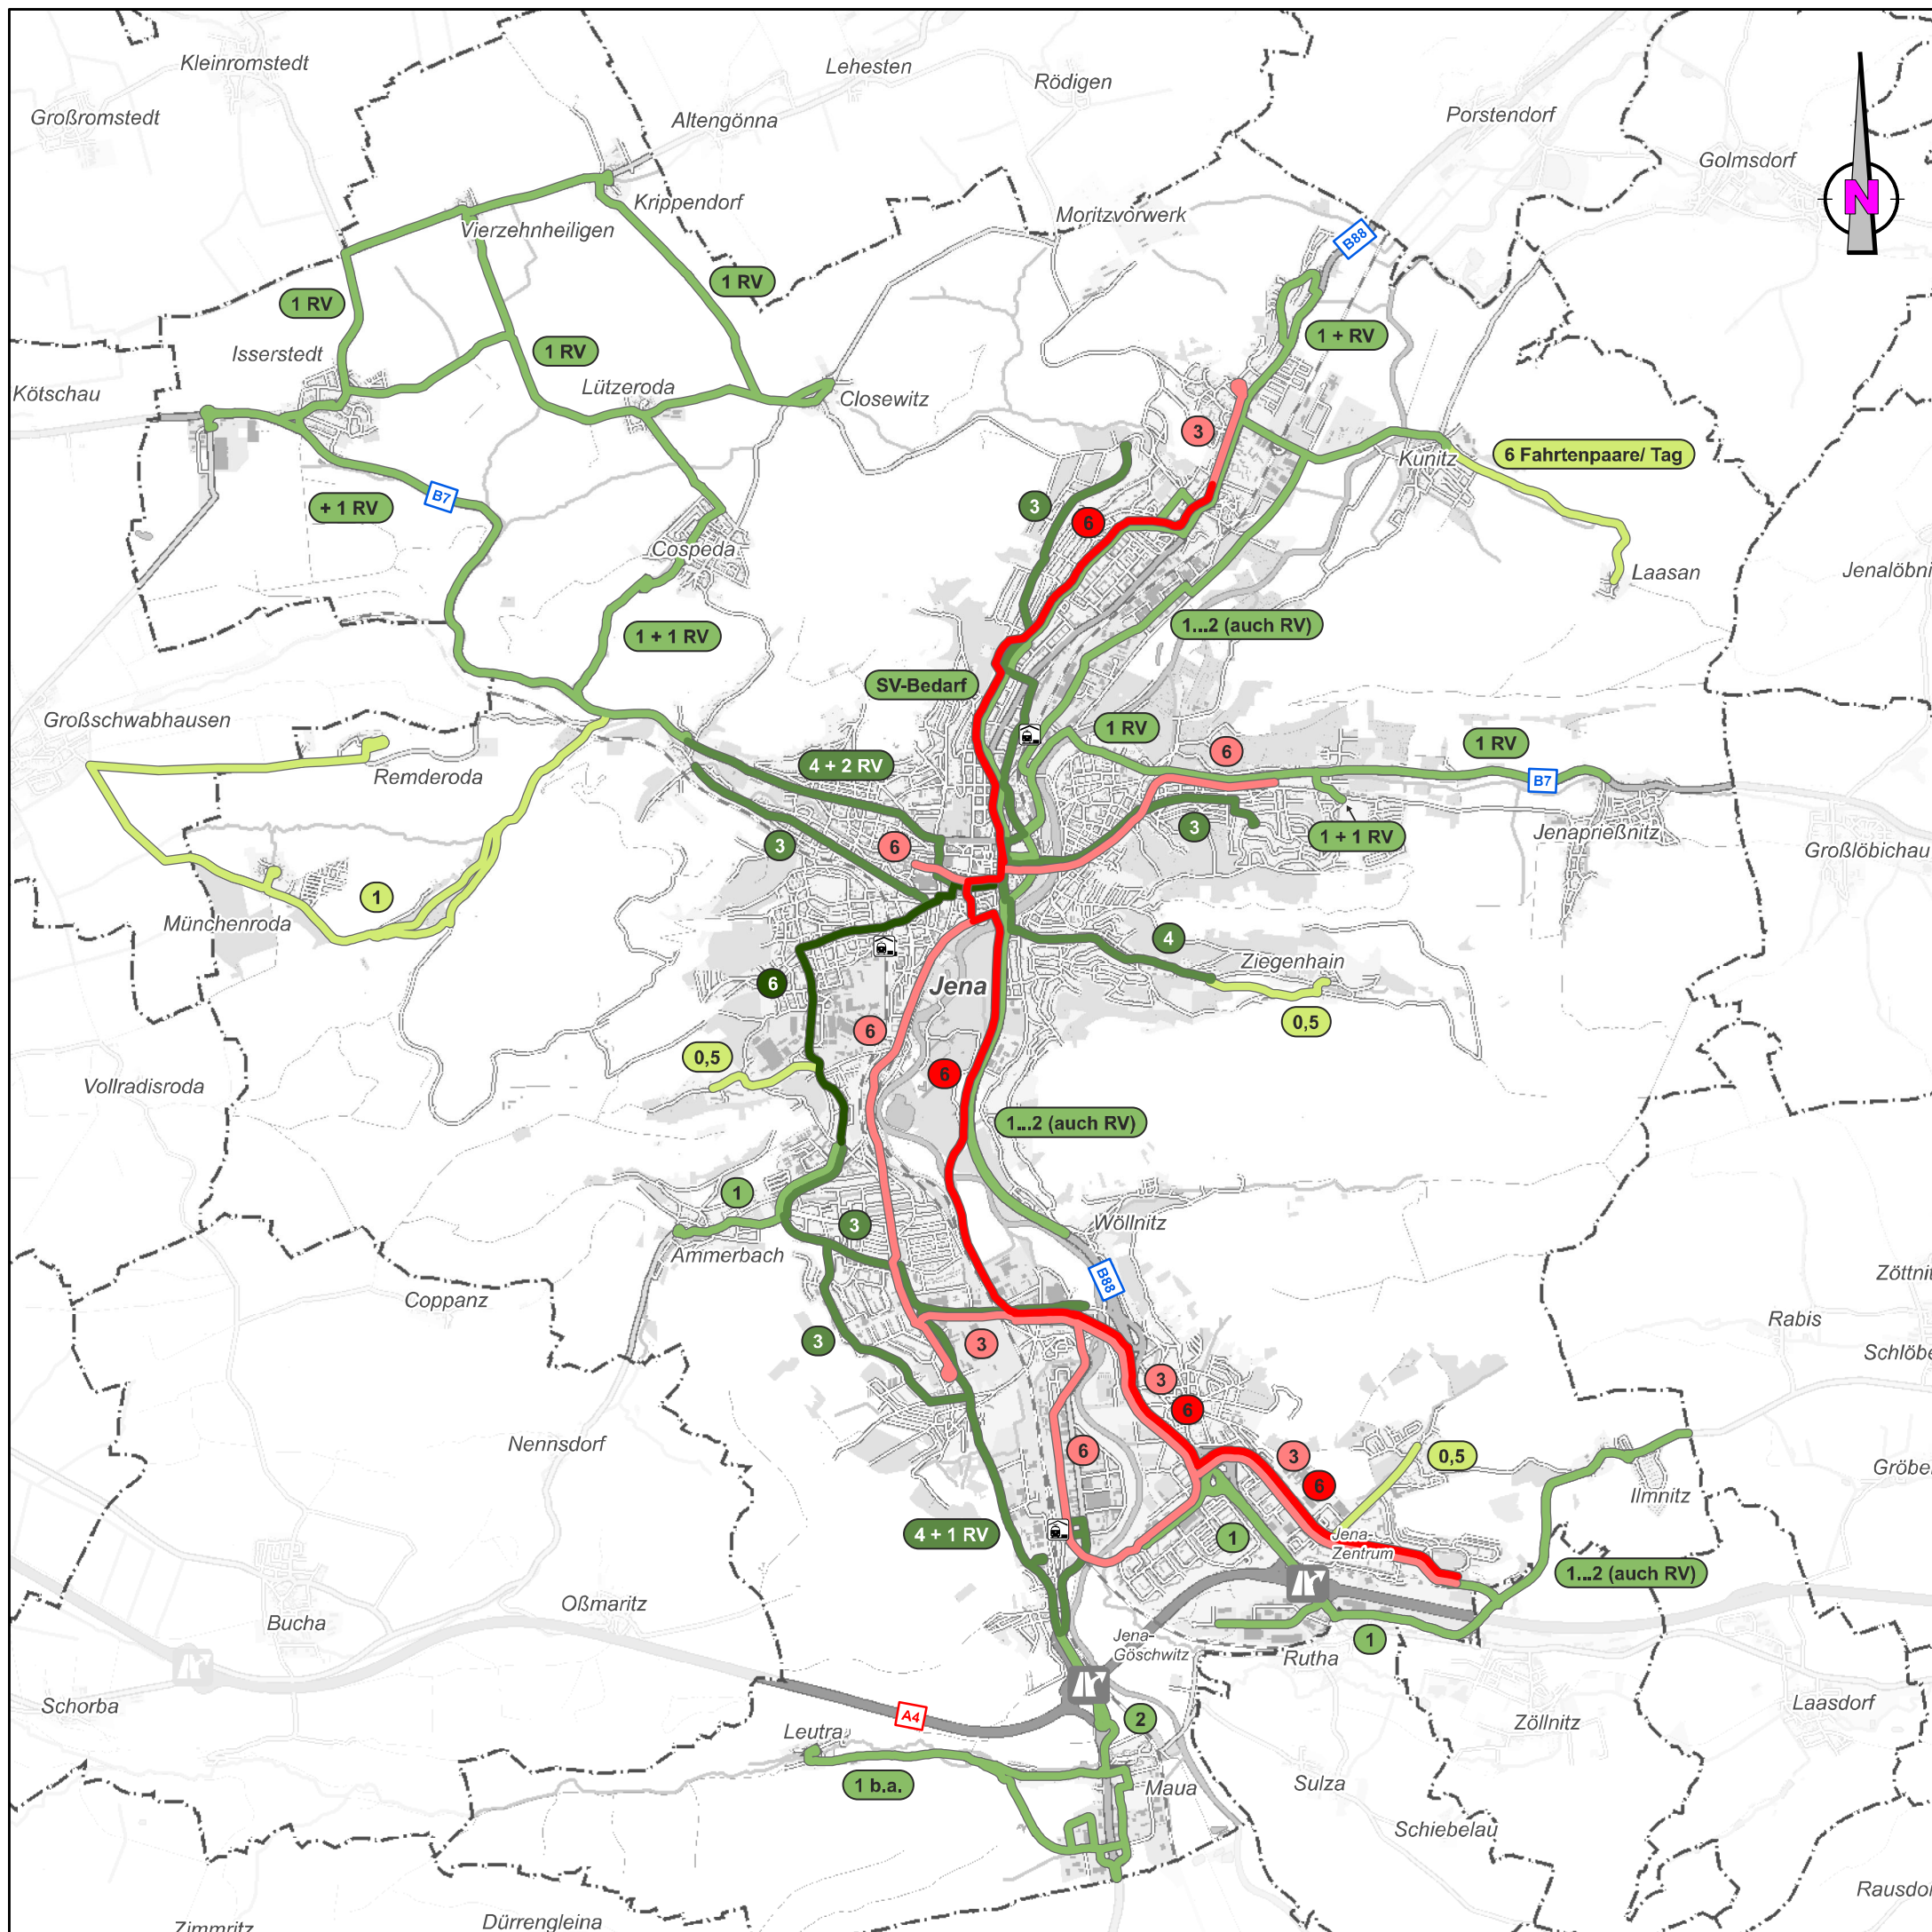 Kleinromstedt
Lehesten
Rödigen
Großromstedt
Altengönna
Porstendorf
Golmsdorf
N
Krippendorf
Moritzvorwerk
Vierzehnheiligen
B88
1 RV
1 RV
1 + RV
Isserstedt
1 RV
Lützeroda
Kötschau
Closewitz
3
Kunitz
6 Fahrtenpaare/ Tag
+ 1 RV
B7
3
6
Cospeda
Laasan
Jenalöbni
1 + 1 RV
1...2 (auch RV)
SV-Bedarf
Großschwabhausen
1 RV
6
1 RV
Remderoda
4 + 2 RV
B7
3
6
3
1 + 1 RV
Jenaprießnitz
Großlöbichau
1
Münchenroda
4
Ziegenhain
6
Jena
6
0,5
0,5
6
Vollradisroda
1...2 (auch RV)
1
3
Wöllnitz
Ammerbach
B88
Zöttni
Coppanz
Rabis
3
3
Schlöbe
3
6
Nennsdorf
6
3
0,5
Gröbe
6
Ilmnitz
4 + 1 RV
1
Jena-
Zentrum
1...2 (auch RV)
Oßmaritz
Bucha
Jena-
Göschwitz
1
Rutha
Schorba
A4
2
Laasdorf
Leutra
Zöllnitz
1 b.a.
Maua
Sulza
Schiebelau
Rausdo
Dürrengleina
Zimmritz